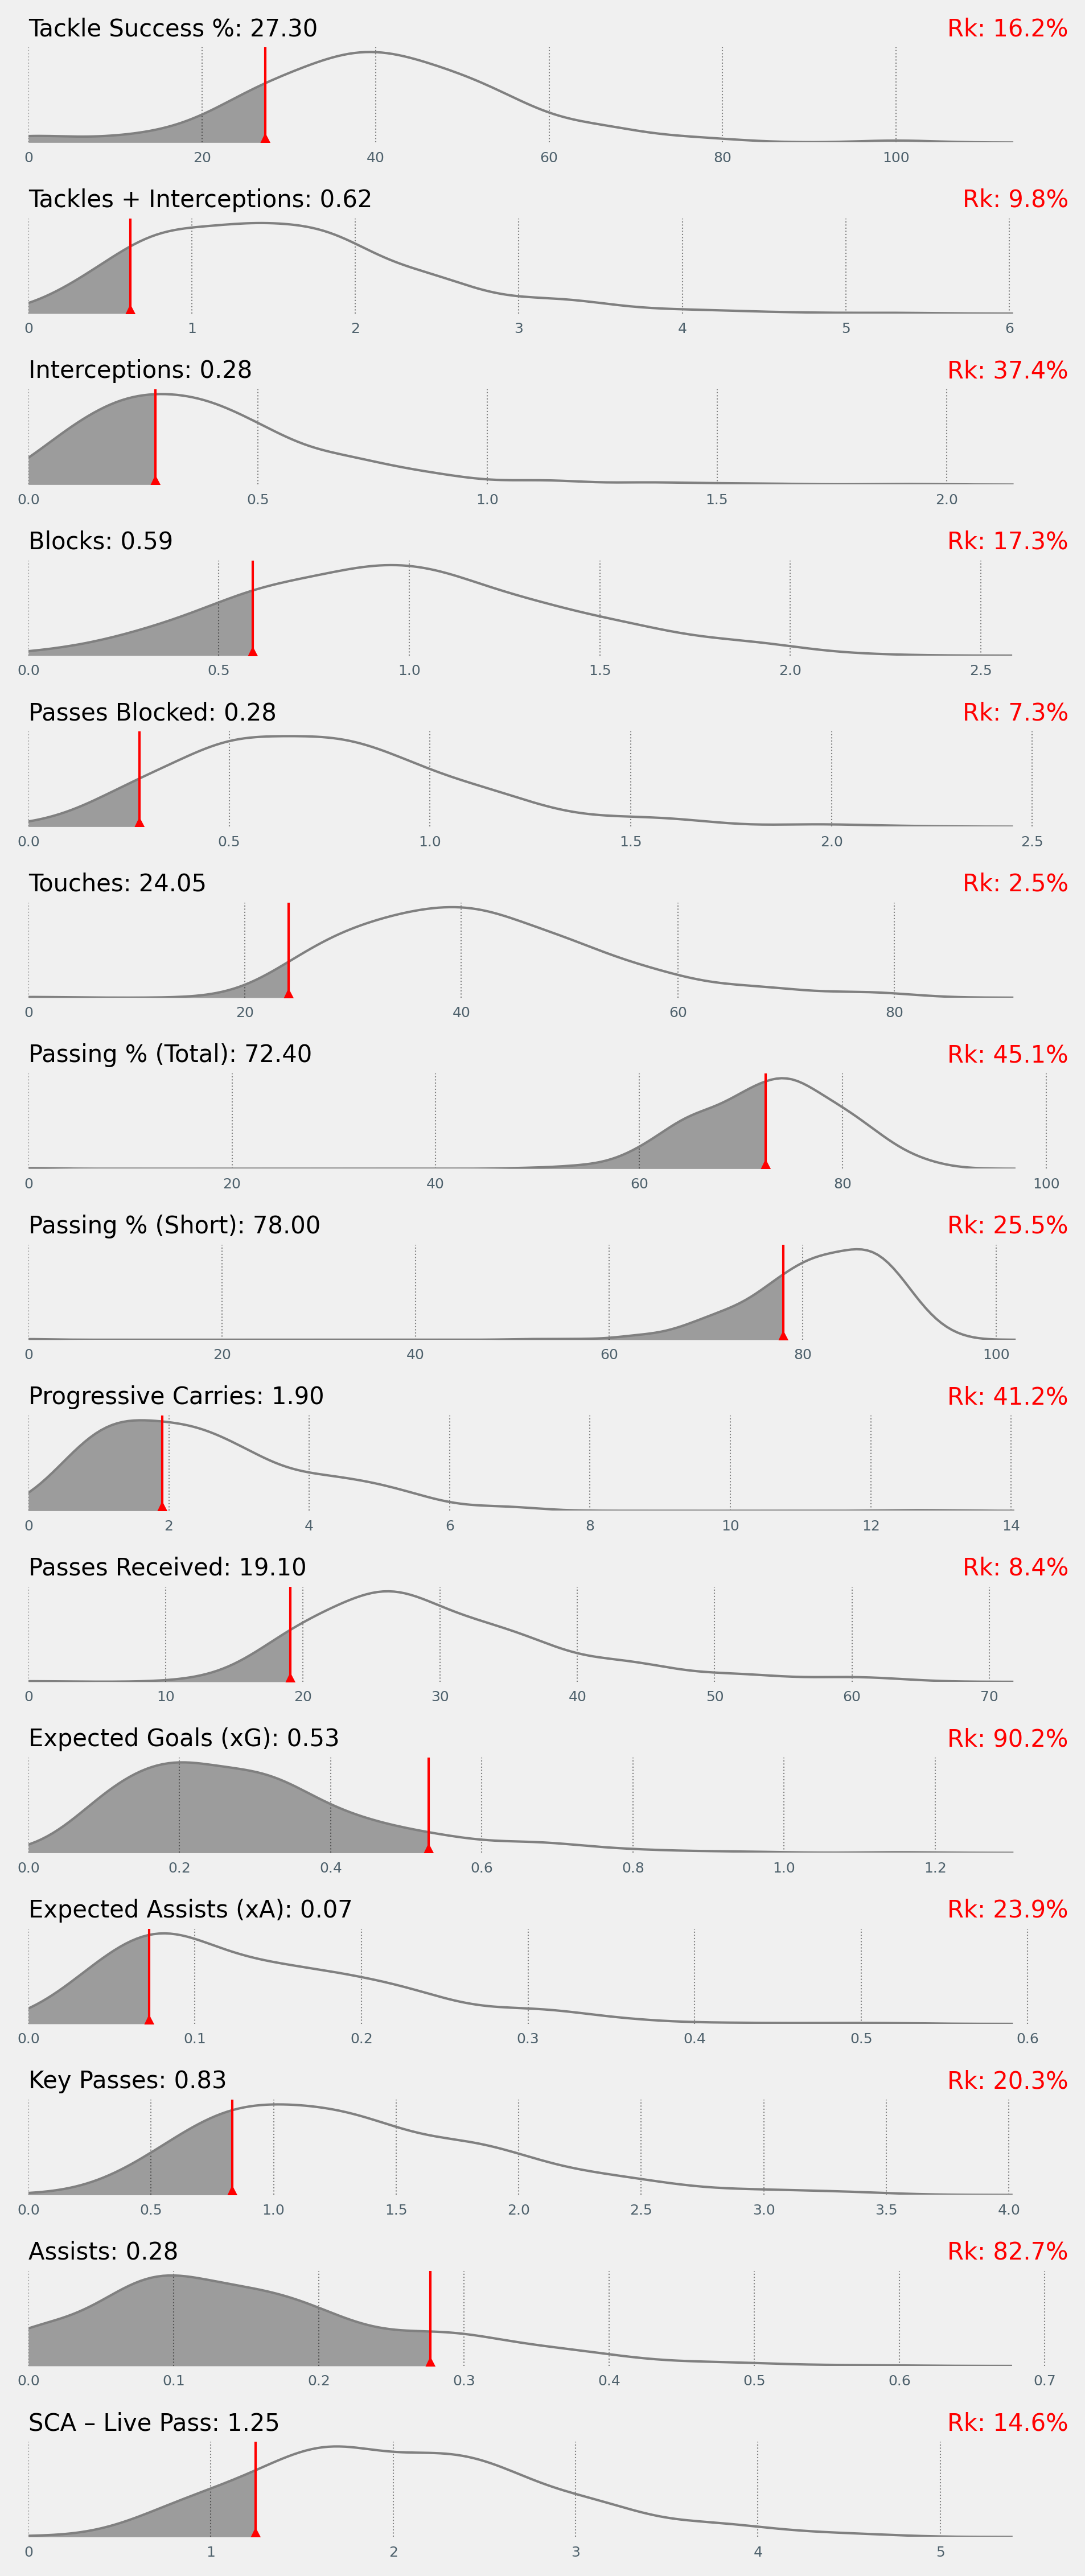 Tackle Success %: 27.30 Rk: 16.2%
0 20 40 60 80 100
Tackles + Interceptions: 0.62 Rk: 9.8%
0 1 2 3 4 5 6
Interceptions: 0.28 Rk: 37.4%
0.0 0.5 1.0 1.5 2.0
Blocks: 0.59 Rk: 17.3%
0.0 0.5 1.0 1.5 2.0 2.5
Passes Blocked: 0.28 Rk: 7.3%
0.0 0.5 1.0 1.5 2.0 2.5
Touches: 24.05 Rk: 2.5%
0 20 40 60 80
Passing % (Total): 72.40 Rk: 45.1%
0 20 40 60 80 100
Passing % (Short): 78.00 Rk: 25.5%
0 20 40 60 80 100
Progressive Carries: 1.90 Rk: 41.2%
0 2 4 6 8 10 12 14
Passes Received: 19.10 Rk: 8.4%
0 10 20 30 40 50 60 70
Expected Goals (xG): 0.53 Rk: 90.2%
0.0 0.2 0.4 0.6 0.8 1.0 1.2
Expected Assists (xA): 0.07 Rk: 23.9%
0.0 0.1 0.2 0.3 0.4 0.5 0.6
Key Passes: 0.83 Rk: 20.3%
0.0 0.5 1.0 1.5 2.0 2.5 3.0 3.5 4.0
Assists: 0.28 Rk: 82.7%
0.0 0.1 0.2 0.3 0.4 0.5 0.6 0.7
SCA – Live Pass: 1.25 Rk: 14.6%
0 1 2 3 4 5